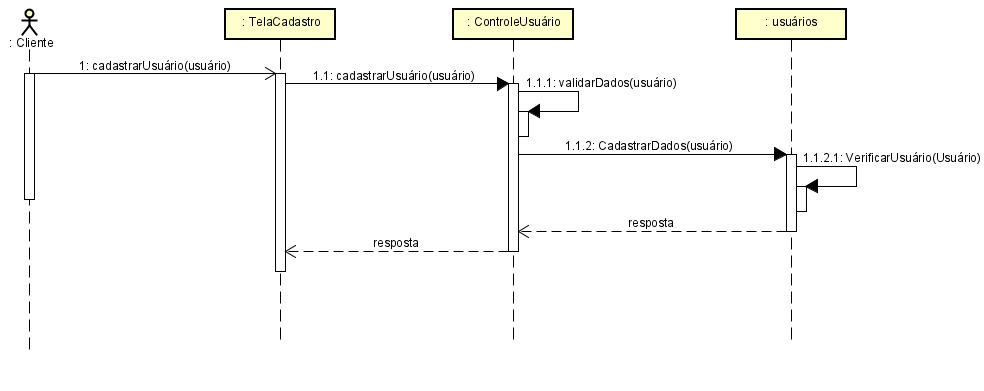 : Cliente
: TelaCadastro
: ControleUsuário
: usuários
1: cadastrarUsuário(usuário)
1.1: cadastrarUsuário(usuário)
1.1.1: validarDados(usuário)
1.1.2: CadastrarDados(usuário)
1.1.2.1: VerificarUsuário(Usuário)
resposta
resposta